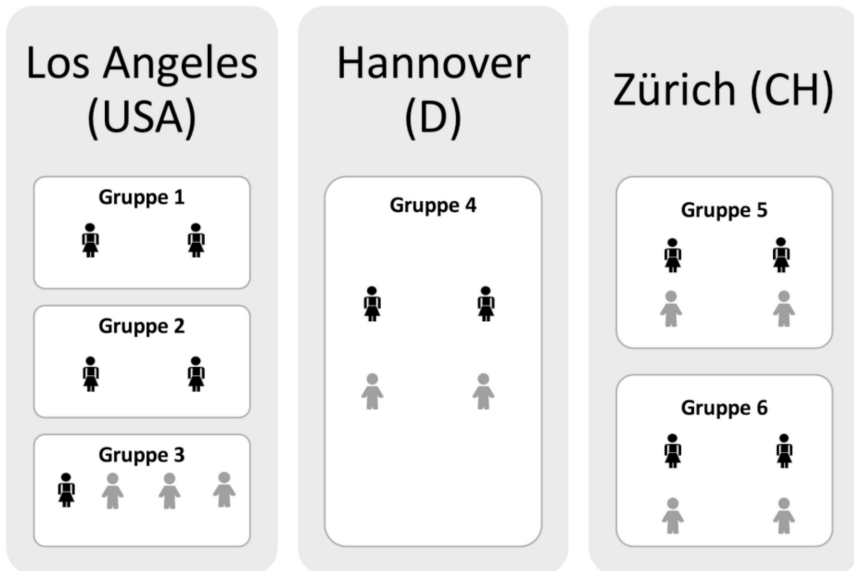 Los Angeles
(USA)
Gruppe 1
Gruppe 2
Gruppe 3
Hannover
(D)
Gruppe 4
Zürich (CH)
Gruppe 5
Gruppe 6